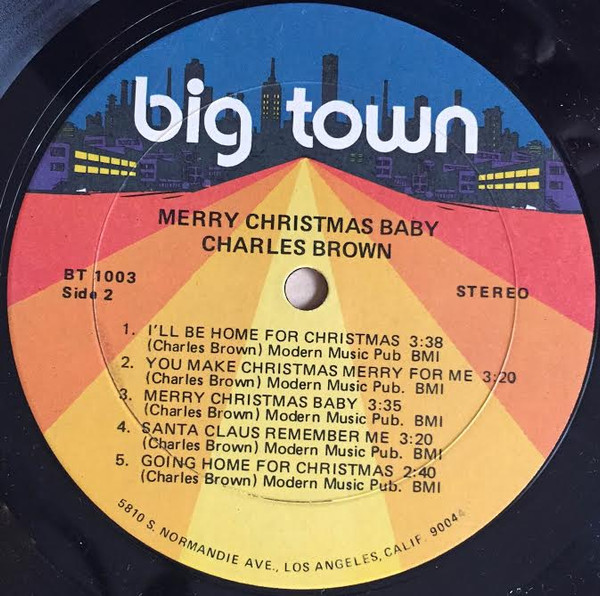 big town
MERRY CHRISTMAS BABY
CHARLES BROWN
BT 1003
Side 2
STEREO
1. I'LL BE HOME FOR CHRISTMAS 3:38
(Charles Brown) Modern Music Pub BMI
2. YOU MAKE CHRISTMAS MERRY FOR ME 3:20
(Charles Brown) Modern Music Pub. BMI
3. MERRY CHRISTMAS BABY 3:35
(Charles Brown) Modern Music Pub. BMI
4. SANTA CLAUS REMEMBER ME 3:20
(Charles Brown) Modern Music Pub. BMI
5. GOING HOME FOR CHRISTMAS 2:40
(Charles Brown) Modern Music Pub. BMI
5810 S. NORMANDIE AVE., LOS ANGELES, CALIF. 90044